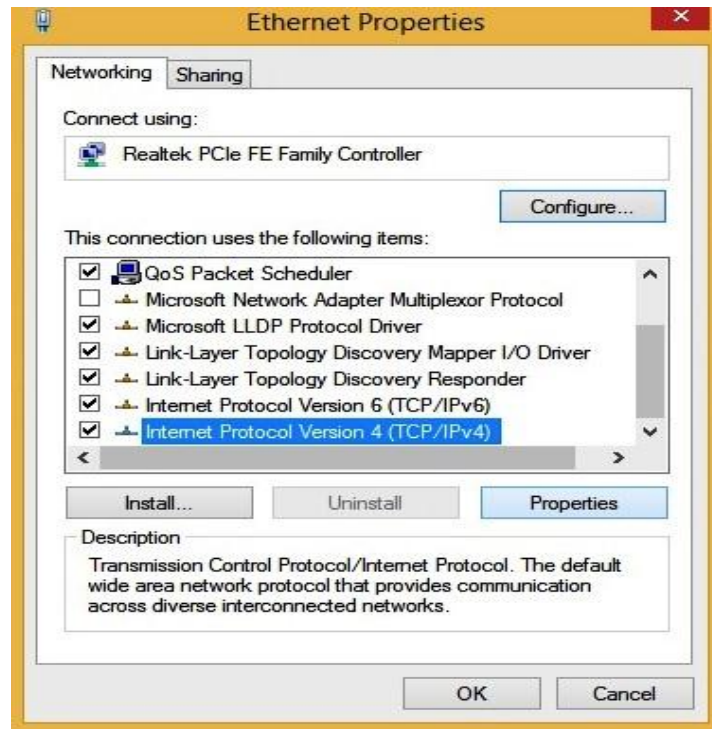 Ethernet Properties
Networking
Sharing
Connect using:
Realtek PCIe FE Family Controller
Configure...
This connection uses the following items:
QoS Packet Scheduler
Microsoft Network Adapter Multiplexor Protocol
Microsoft LLDP Protocol Driver
Link-Layer Topology Discovery Mapper I/O Driver
Link-Layer Topology Discovery Responder
Internet Protocol Version 6 (TCP/IPv6)
Internet Protocol Version 4 (TCP/IPv4)
Install...
Uninstall
Properties
Description
Transmission Control Protocol/Internet Protocol. The default
wide area network protocol that provides communication
across diverse interconnected networks.
OK
Cancel